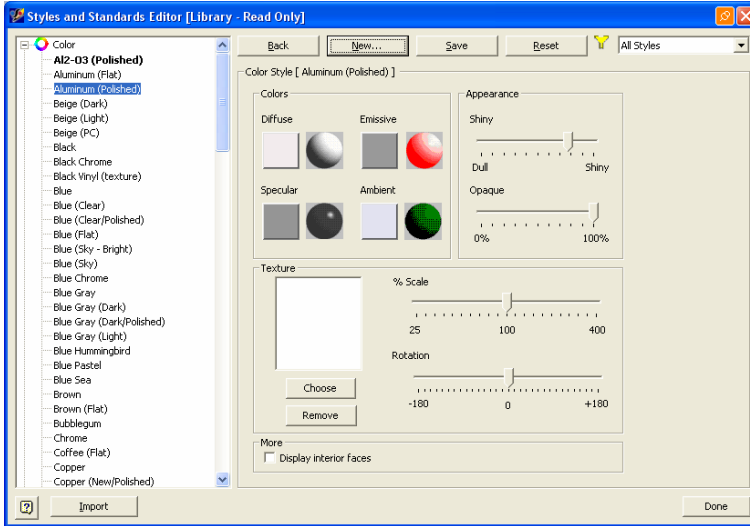 Styles and Standards Editor [Library - Read Only]
Color
Al2-O3 (Polished)
Aluminum (Flat)
Aluminum (Polished)
Beige (Dark)
Beige (Light)
Beige (PC)
Black
Black Chrome
Black Vinyl (texture)
Blue
Blue (Clear)
Blue (Clear/Polished)
Blue (Flat)
Blue (Sky - Bright)
Blue (Sky)
Blue Chrome
Blue Gray
Blue Gray (Dark)
Blue Gray (Dark/Polished)
Blue Gray (Light)
Blue Hummingbird
Blue Pastel
Blue Sea
Brown
Brown (Flat)
Bubblegum
Chrome
Coffee (Flat)
Copper
Copper (New/Polished)
Back New... Save Reset All Styles
Color Style [ Aluminum (Polished) ]
Colors
Diffuse Emissive
Specular Ambient
Appearance
Shiny
Dull Shiny
Opaque
0% 100%
Texture
Choose
Remove
% Scale
25 100 400
Rotation
-180 0 +180
More
Display interior faces
Import Done